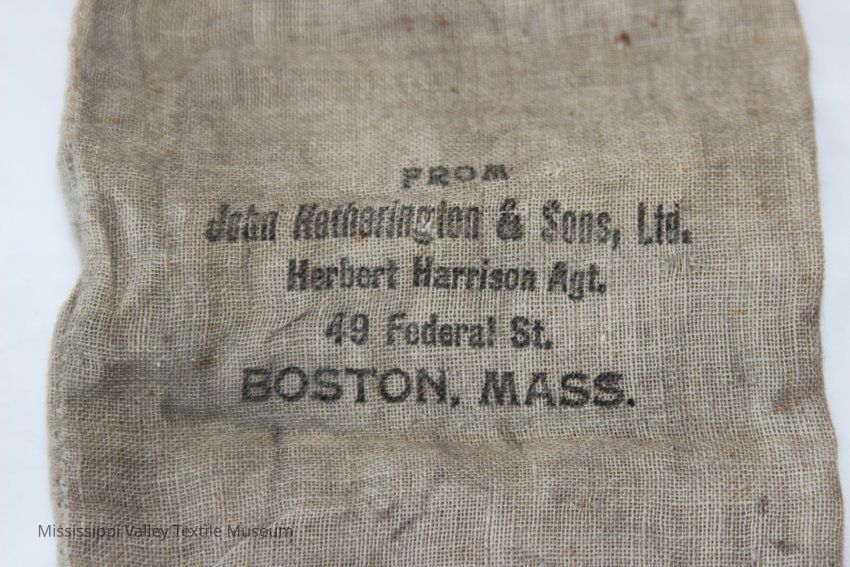 FROM
John Hetherington & Sons, Ltd.
Herbert Harrison Agt.
49 Federal St.
BOSTON, MASS.
Mississippi Valley Textile Museum